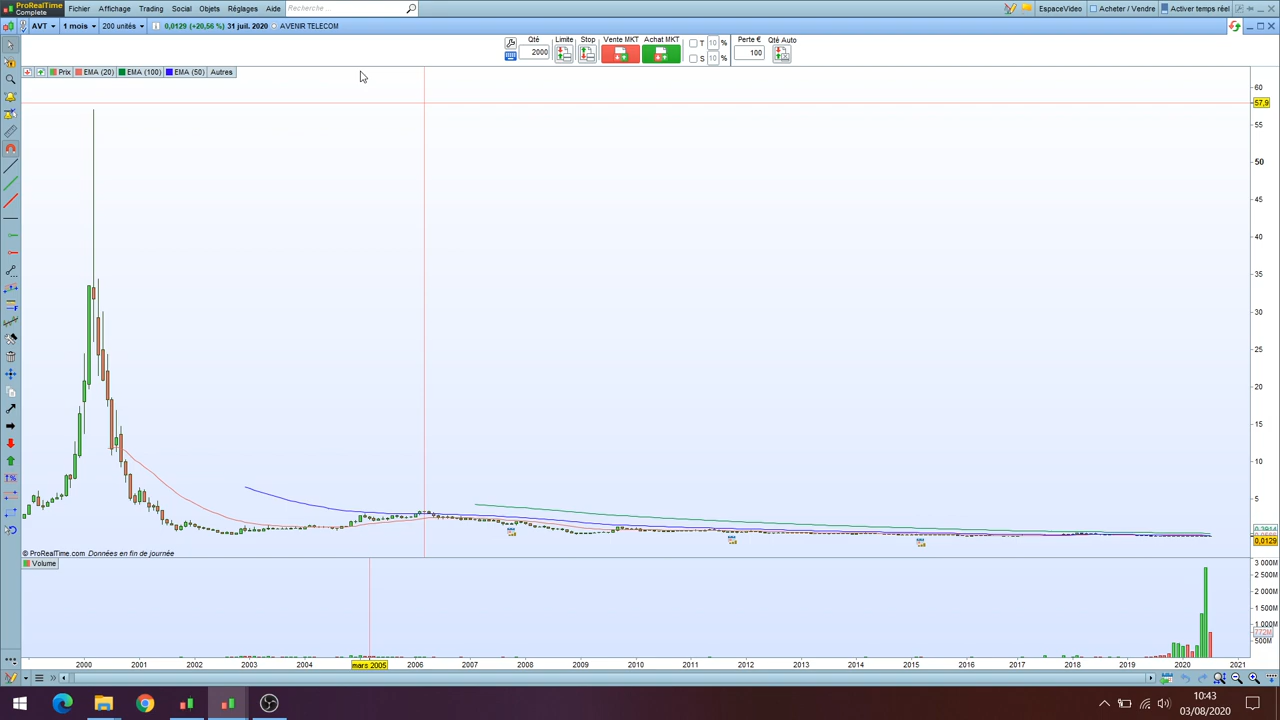 ProRealTime
Complete
Fichier Affichage Trading Social Objets Réglages Aide Recherche... EspaceVideo Acheter / Vendre Activer temps réel
AVT 1 mois 200 unités 0,0129 (+20,56 %) 31 juil. 2020 AVENIR TELECOM
Qté Limite Stop Vente MKT Achat MKT T 10 % Perte € Qté Auto
2000 S 10 % 100
Prix EMA (20) EMA (100) EMA (50) Autres
60
57,9
55
50
45
40
35
30
25
20
15
10
5
0,0129
© ProRealTime.com Données en fin de journée
Volume
3 000M
2 500M
2 000M
1 500M
1 000M
772M
500M
2000 2001 2002 2003 2004 mars 2005 2006 2007 2008 2009 2010 2011 2012 2013 2014 2015 2016 2017 2018 2019 2020 2021
10:43
03/08/2020